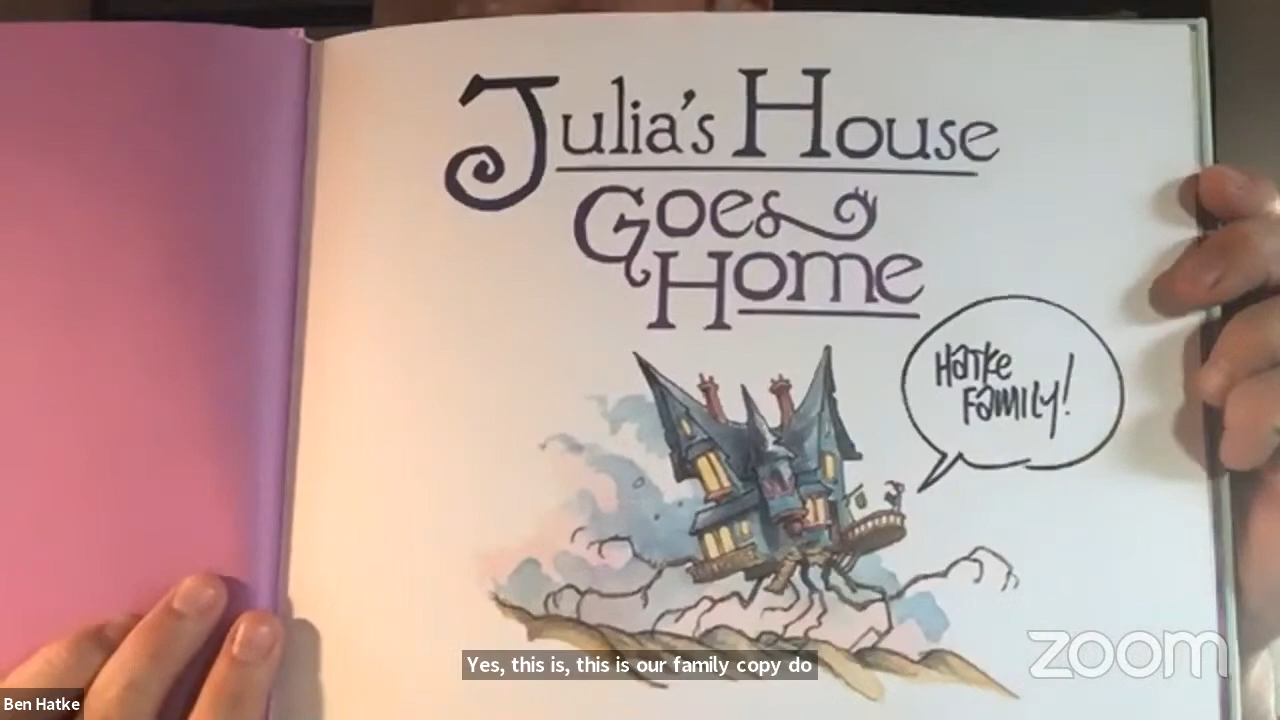 Julia's House
Goes
Home
Hatke
Family!
Yes, this is, this is our family copy do
zoom
Ben Hatke